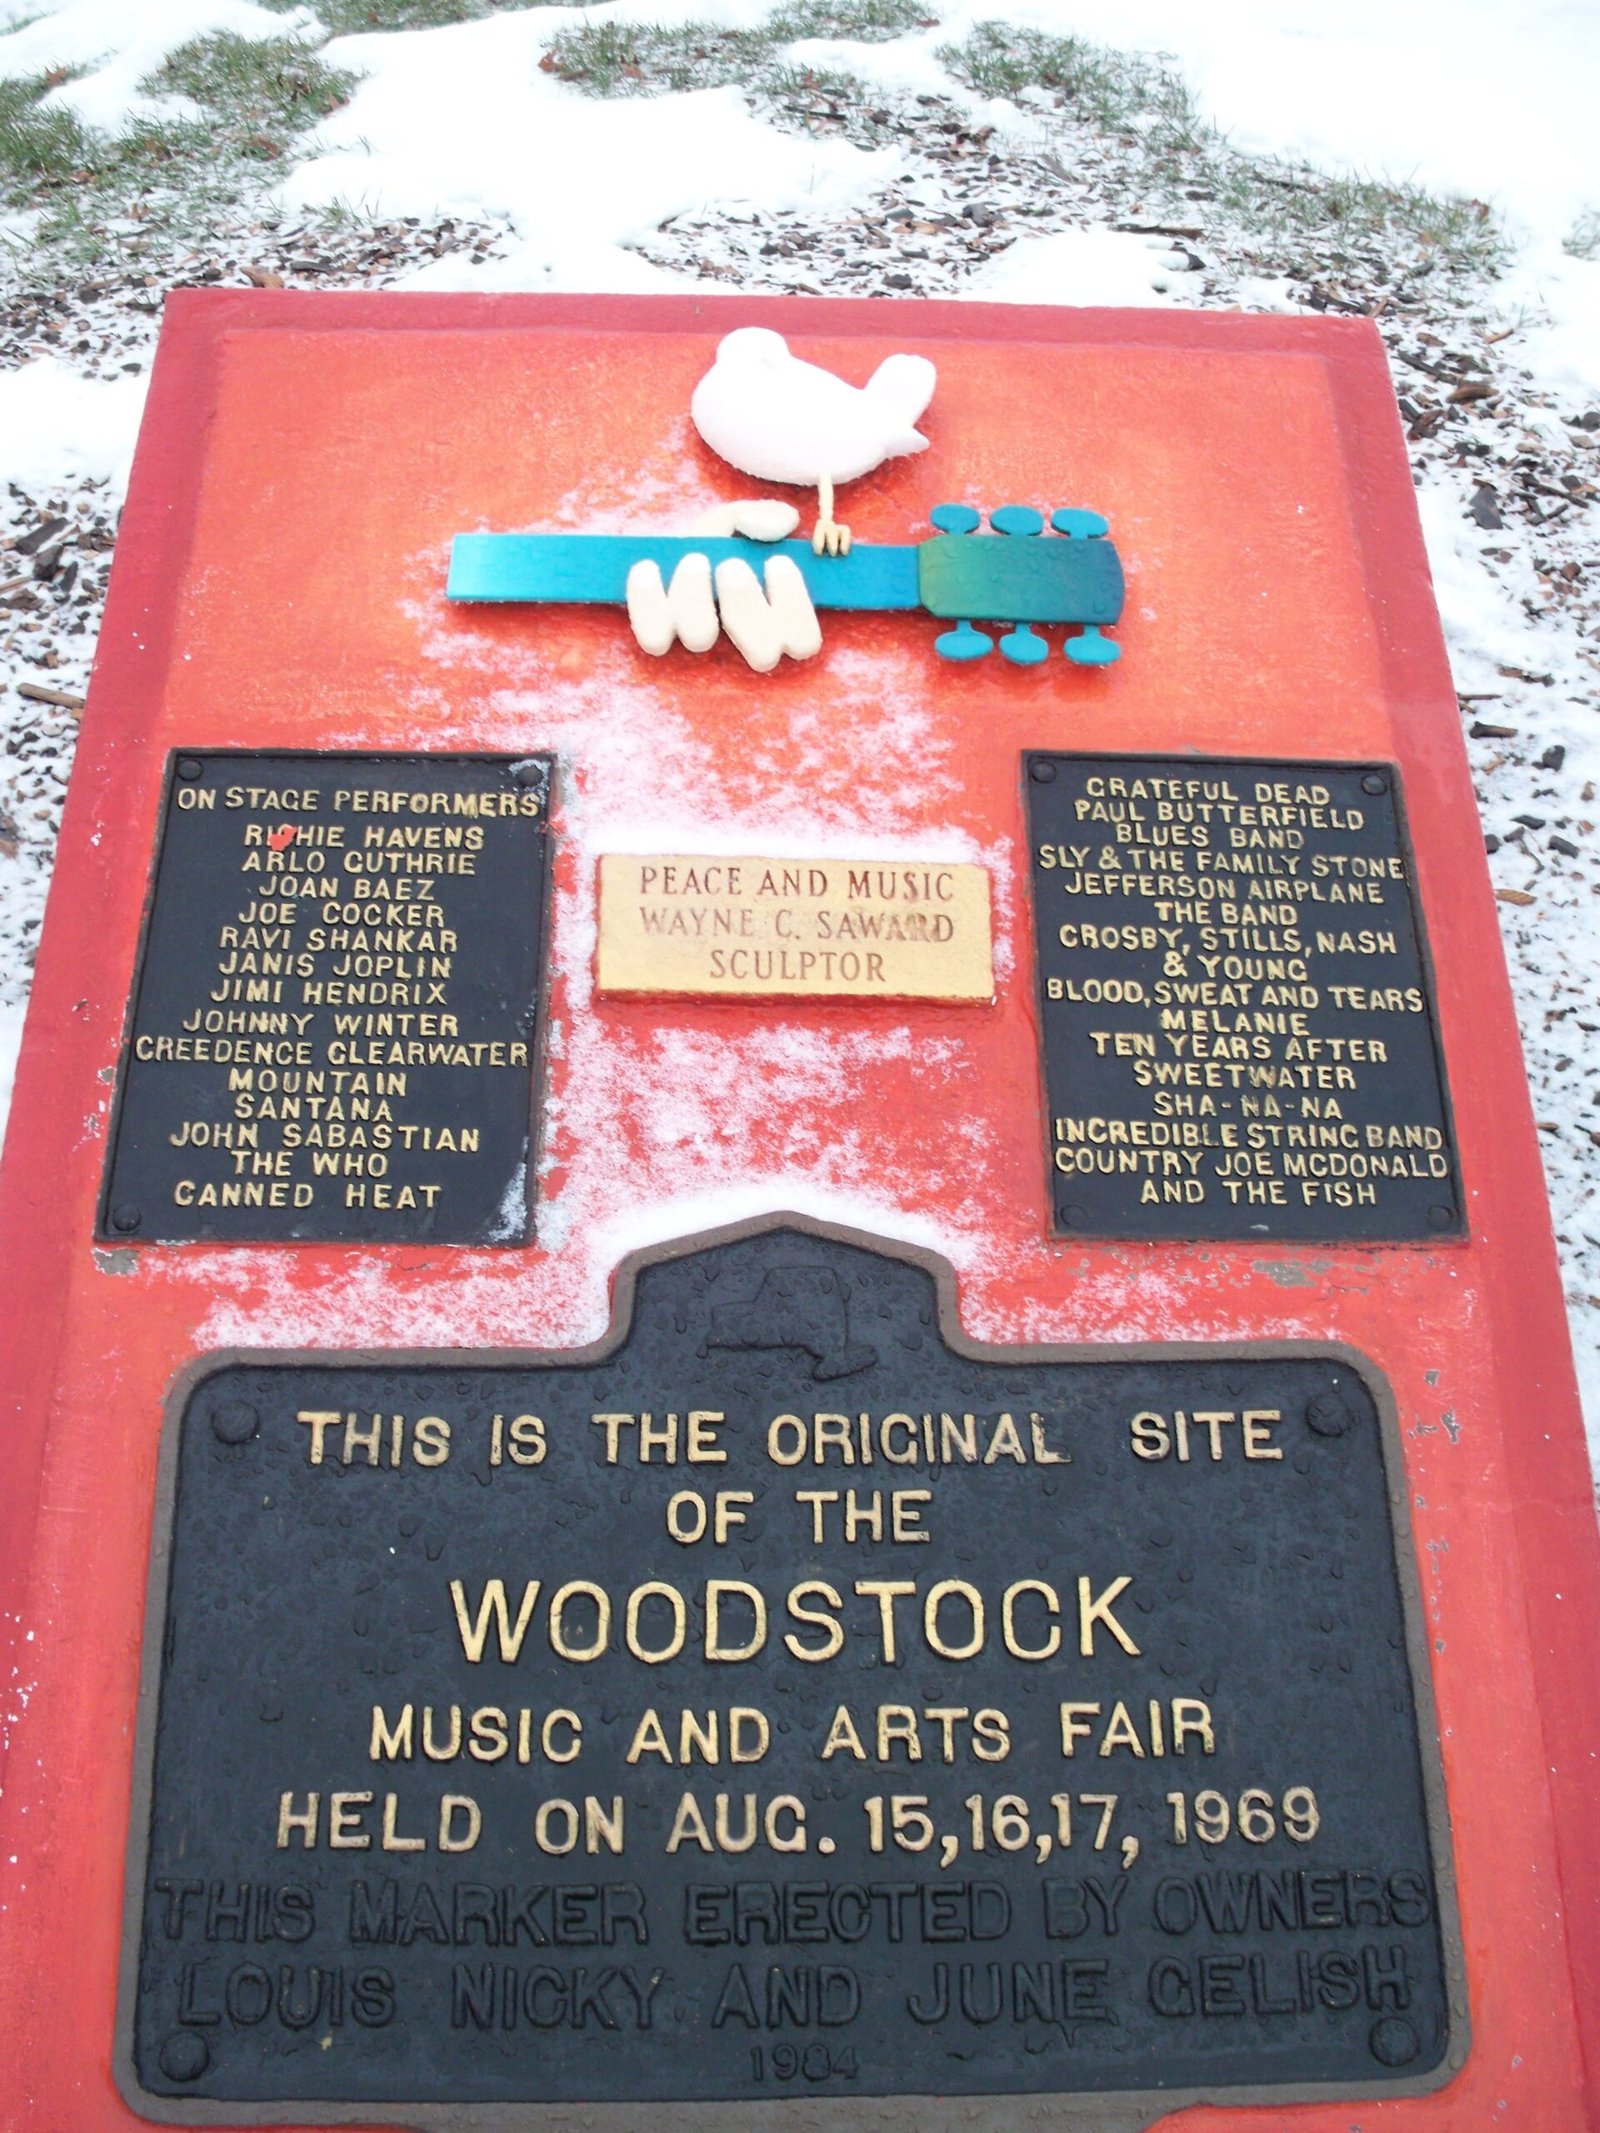 ON STAGE PERFORMERS
RICHIE HAVENS
ARLO GUTHRIE
JOAN BAEZ
JOE COCKER
RAVI SHANKAR
JANIS JOPLIN
JIMI HENDRIX
JOHNNY WINTER
CREEDENCE CLEARWATER
MOUNTAIN
SANTANA
JOHN SABASTIAN
THE WHO
CANNED HEAT
PEACE AND MUSIC
WAYNE C. SAWARD
SCULPTOR
GRATEFUL DEAD
PAUL BUTTERFIELD
BLUES BAND
SLY & THE FAMILY STONE
JEFFERSON AIRPLANE
THE BAND
CROSBY, STILLS, NASH
& YOUNG
BLOOD, SWEAT AND TEARS
MELANIE
TEN YEARS AFTER
SWEETWATER
SHA-NA-NA
INCREDIBLE STRING BAND
COUNTRY JOE MCDONALD
AND THE FISH
THIS IS THE ORIGINAL SITE
OF THE
WOODSTOCK
MUSIC AND ARTS FAIR
HELD ON AUG. 15,16,17, 1969
THIS MARKER ERECTED BY OWNERS
LOUIS NICKY AND JUNE GELISH
1984